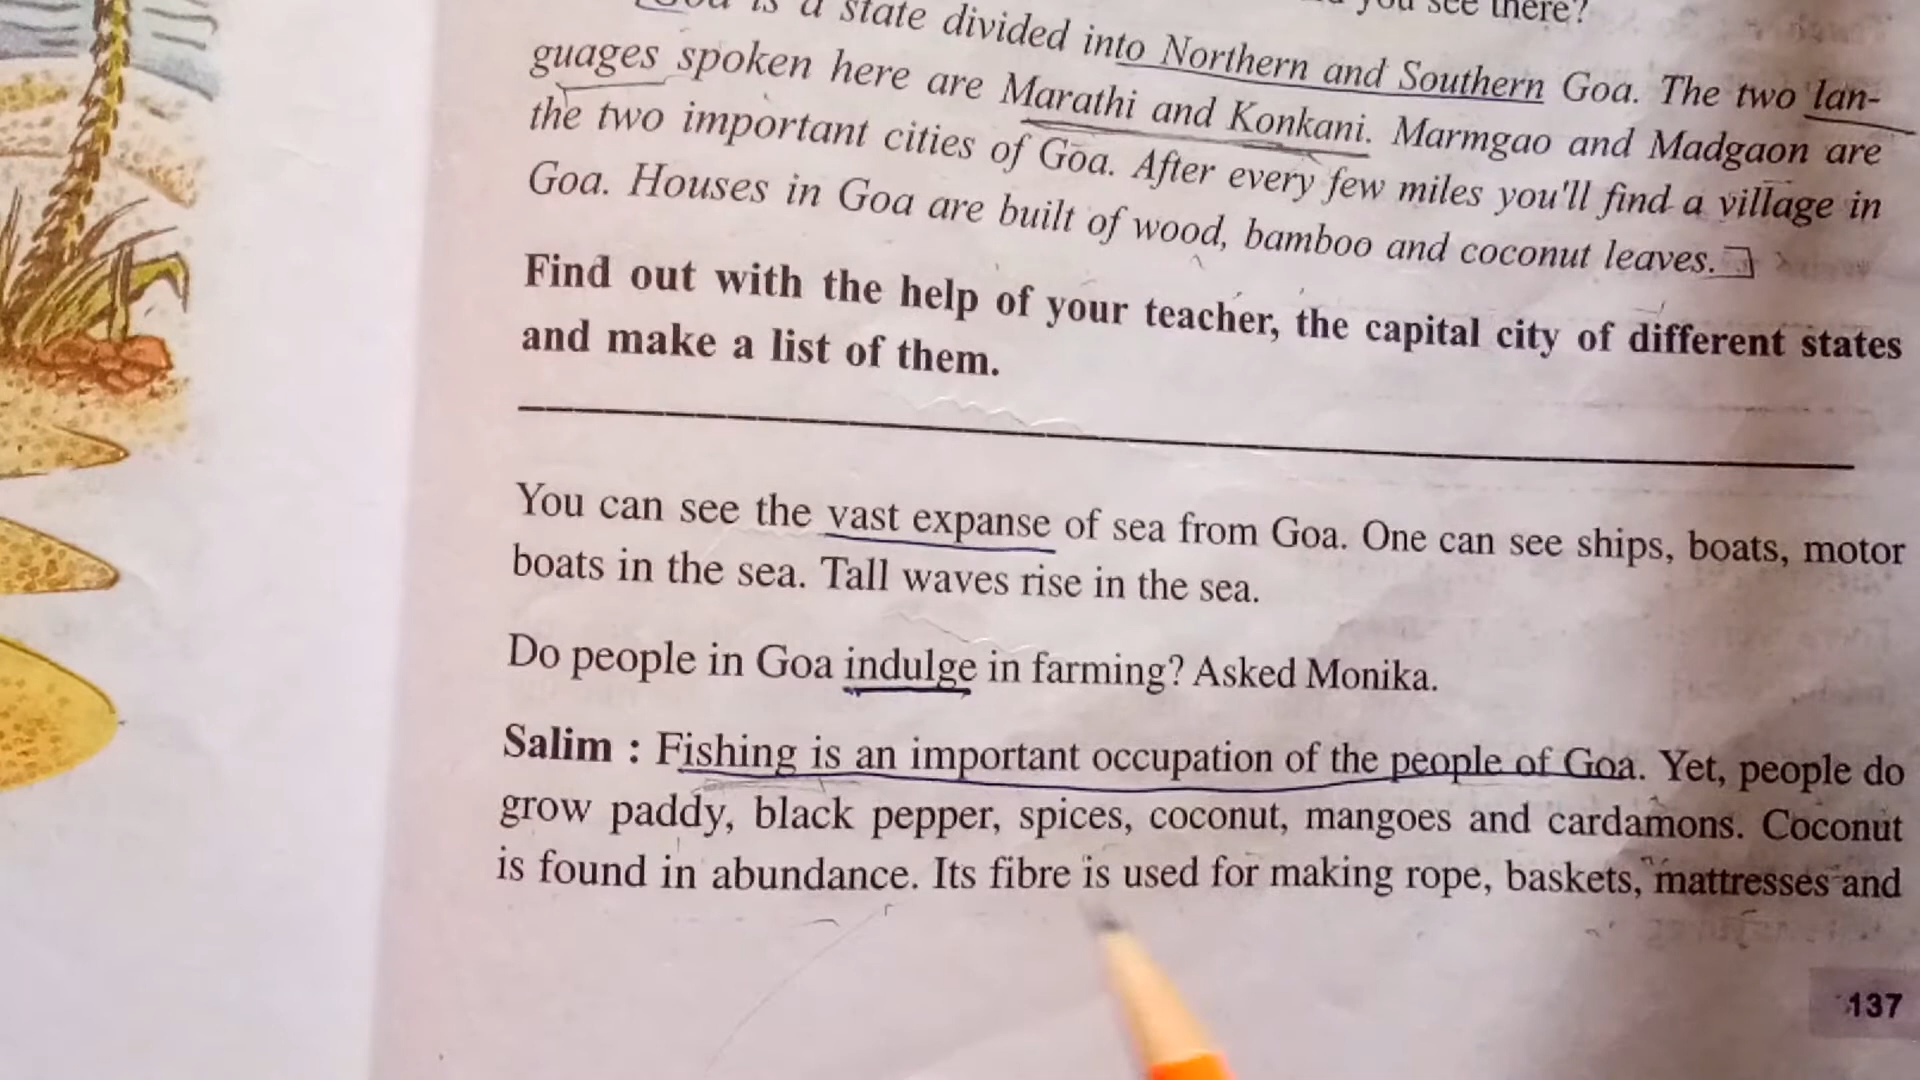 you see there?
Goa is a state divided into Northern and Southern Goa. The two lan-
guages spoken here are Marathi and Konkani. Marmgao and Madgaon are
the two important cities of Goa. After every few miles you'll find a village in
Goa. Houses in Goa are built of wood, bamboo and coconut leaves.
Find out with the help of your teacher, the capital city of different states
and make a list of them.
You can see the vast expanse of sea from Goa. One can see ships, boats, motor
boats in the sea. Tall waves rise in the sea.
Do people in Goa indulge in farming? Asked Monika.
Salim : Fishing is an important occupation of the people of Goa. Yet, people do
grow paddy, black pepper, spices, coconut, mangoes and cardamons. Coconut
is found in abundance. Its fibre is used for making rope, baskets, mattresses and
137